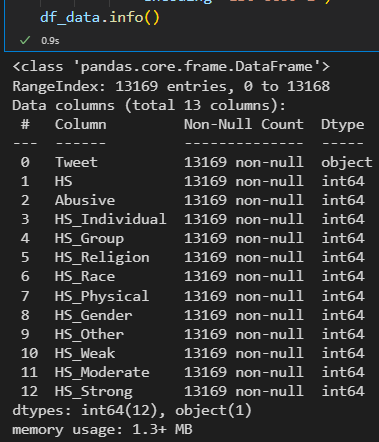 df_data.info()
0.9s
<class 'pandas.core.frame.DataFrame'>
RangeIndex: 13169 entries, 0 to 13168
Data columns (total 13 columns):
 #   Column         Non-Null Count  Dtype
---  ------         --------------  -----
 0   Tweet          13169 non-null  object
 1   HS             13169 non-null  int64
 2   Abusive        13169 non-null  int64
 3   HS_Individual  13169 non-null  int64
 4   HS_Group       13169 non-null  int64
 5   HS_Religion    13169 non-null  int64
 6   HS_Race        13169 non-null  int64
 7   HS_Physical    13169 non-null  int64
 8   HS_Gender      13169 non-null  int64
 9   HS_Other       13169 non-null  int64
 10  HS_Weak        13169 non-null  int64
 11  HS_Moderate    13169 non-null  int64
 12  HS_Strong      13169 non-null  int64
dtypes: int64(12), object(1)
memory usage: 1.3+ MB